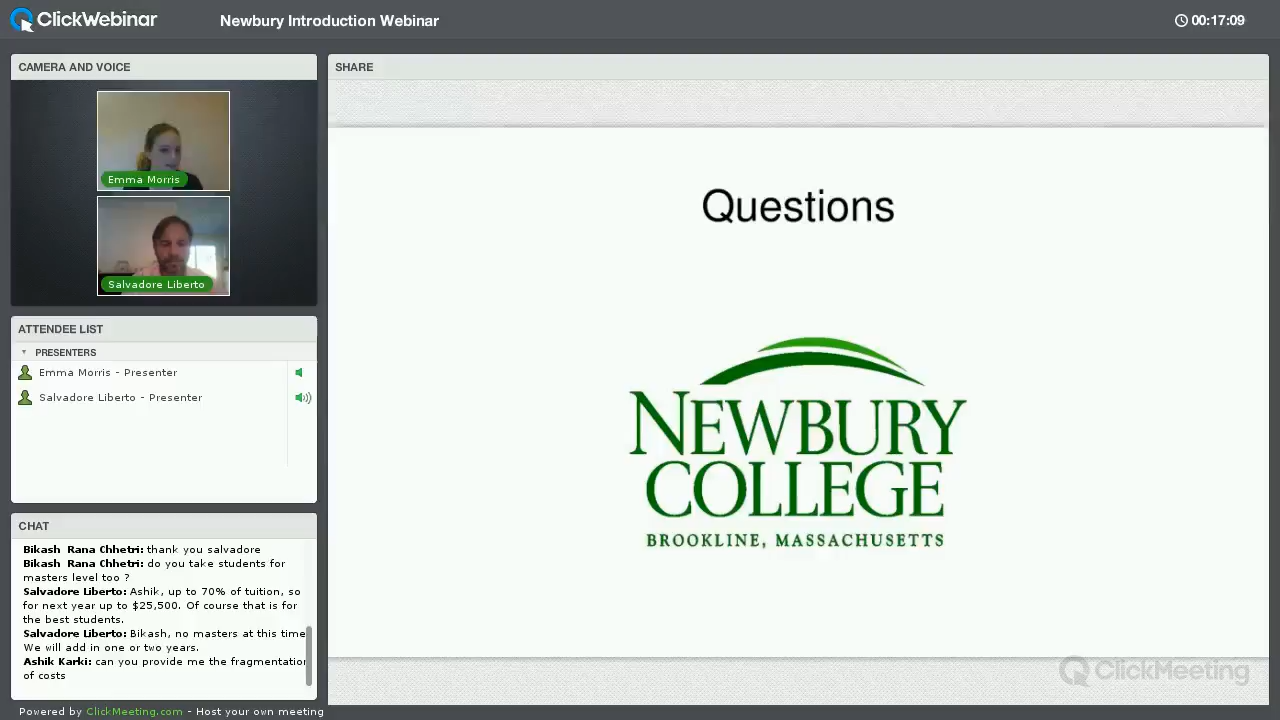 ClickWebinar
Newbury Introduction Webinar
00:17:09
CAMERA AND VOICE
Emma Morris
Salvadore Liberto
ATTENDEE LIST
PRESENTERS
Emma Morris - Presenter
Salvadore Liberto - Presenter
CHAT
Bikash Rana Chhetri: thank you salvadore
Bikash Rana Chhetri: do you take students for
masters level too ?
Salvadore Liberto: Ashik, up to 70% of tuition, so
for next year up to $25,500. Of course that is for
the best students.
Salvadore Liberto: Bikash, no masters at this time
We will add in one or two years.
Ashik Karki: can you provide me the fragmentation
of costs
Powered by ClickMeeting.com - Host your own meeting
SHARE
Questions
NEWBURY
COLLEGE
BROOKLINE, MASSACHUSETTS
ClickMeeting